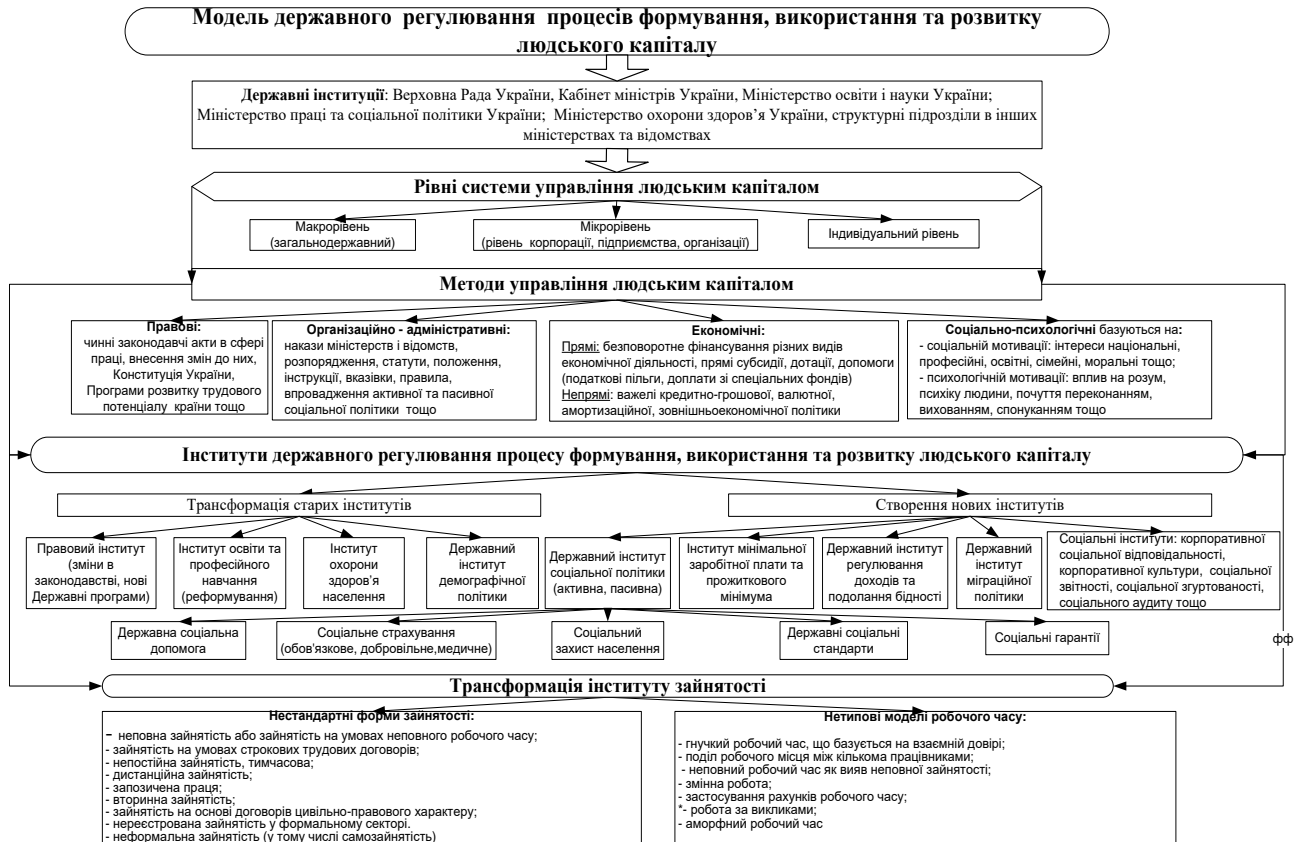 Модель державного регулювання процесів формування, використання та розвитку
людського капіталу
Державні інституції: Верховна Рада України, Кабінет міністрів України, Міністерство освіти і науки України;
Міністерство праці та соціальної політики України; Міністерство охорони здоров'я України, структурні підрозділи в інших
міністерствах та відомствах
Рівні системи управління людським капіталом
Макрорівень
(загальнодержавний)
Мікрорівень
(рівень корпорації, підприємства, організації)
Індивідуальний рівень
Методи управління людським капіталом
Правові:
чинні законодавчі акти в сфері
праці, внесення змін до них,
Конституція України,
Програми розвитку трудового
потенціалу країни тощо
Організаційно - адміністративні:
накази міністерств і відомств,
розпорядження, статути, положення,
інструкції, вказівки, правила,
впровадження активної та пасивної
соціальної політики тощо
Економічні:
Прямі: безповоротне фінансування різних видів
економічної діяльності, прямі субсидії, дотації, допомоги
(податкові пільги, доплати зі спеціальних фондів)
Непрямі: важелі кредитно-грошової, валютної,
амортизаційної, зовнішньоекономічної політики
Соціально-психологічні базуються на:
- соціальній мотивації: інтереси національні,
професійні, освітні, сімейні, моральні тощо;
- психологічній мотивації: вплив на розум,
психіку людини, почуття переконанням,
вихованням, спонуканням тощо
Інститути державного регулювання процесу формування, використання та розвитку людського капіталу
Трансформація старих інститутів
Створення нових інститутів
Правовий інститут
(зміни в
законодавстві, нові
Державні програми)
Інститут освіти та
професійного
навчання
(реформування)
Інститут
охорони
здоров'я
населення
Державний
інститут
демографічної
політики
Державний інститут
соціальної політики
(активна, пасивна)
Інститут мінімальної
заробітної плати та
прожиткового
мінімума
Державний інститут
регулювання
доходів та
подолання бідності
Державний
інститут
міграційної
політики
Соціальні інститути: корпоративної
соціальної відповідальності,
корпоративної культури, соціальної
звітності, соціальної згуртованості,
соціального аудиту тощо
Державна соціальна
допомога
Соціальне страхування
(обов'язкове, добровільне,медичне)
Соціальний
захист населення
Державні соціальні
стандарти
Соціальні гарантії
фф
Трансформація інституту зайнятості
Нестандартні форми зайнятості:
- неповна зайнятість або зайнятість на умовах неповного робочого часу;
- зайнятість на умовах строкових трудових договорів;
- непостійна зайнятість, тимчасова;
- дистанційна зайнятість;
- запозичена праця;
- вторинна зайнятість;
- зайнятість на основі договорів цивільно-правового характеру;
- нереєстрована зайнятість у формальному секторі.
- неформальна зайнятість (у тому числі самозайнятість)
Нетипові моделі робочого часу:
- гнучкий робочий час, що базується на взаємній довірі;
- поділ робочого місця між кількома працівниками;
- неповний робочий час як вияв неповної зайнятості;
- змінна робота;
- застосування рахунків робочого часу;
*- робота за викликами;
- аморфний робочий час